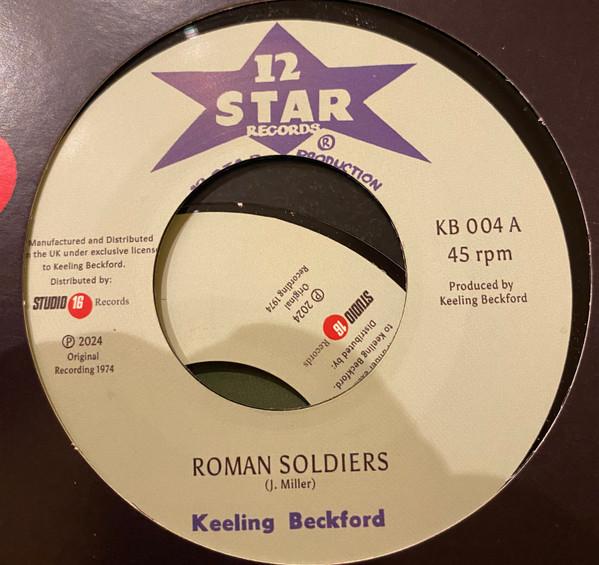 12
STAR
RECORDS
®
PRODUCTION
Manufactured and Distributed
the UK under exclusive license
to Keeling Beckford.
Distributed by:
STUDIO 16 Records
℗ 2024
Original
Recording 1974
KB 004 A
45 rpm
Produced by
Keeling Beckford
to Keeling Beckford.
Distributed by:
STUDIO 16 Records
℗ 2024
Original
Recording 1974
ROMAN SOLDIERS
(J. Miller)
Keeling Beckford